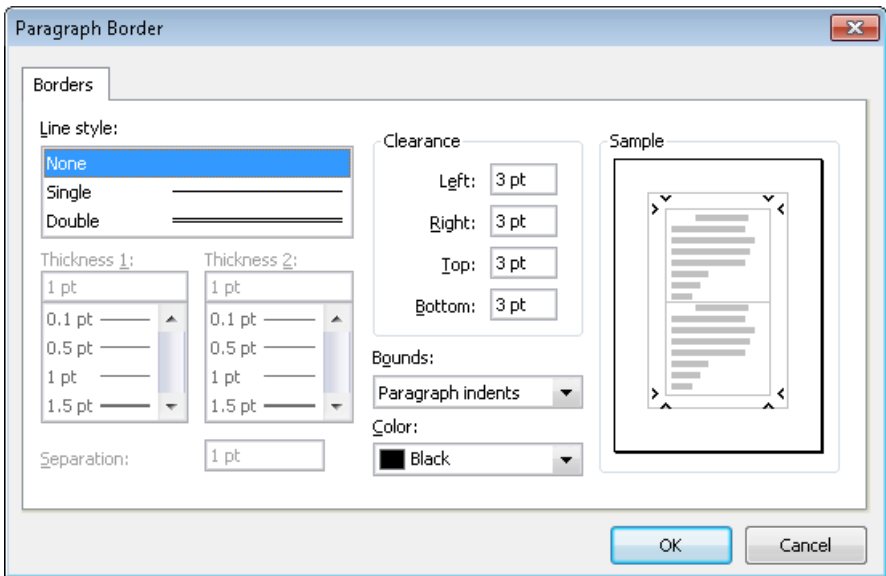 Paragraph Border
Borders
Line style:
None
Single
Double
Thickness 1:
1 pt
0.1 pt
0.5 pt
1 pt
1.5 pt
Thickness 2:
1 pt
0.1 pt
0.5 pt
1 pt
1.5 pt
Separation:
1 pt
Clearance
Left: 3 pt
Right: 3 pt
Top: 3 pt
Bottom: 3 pt
Bounds:
Paragraph indents
Color:
Black
Sample
OK
Cancel